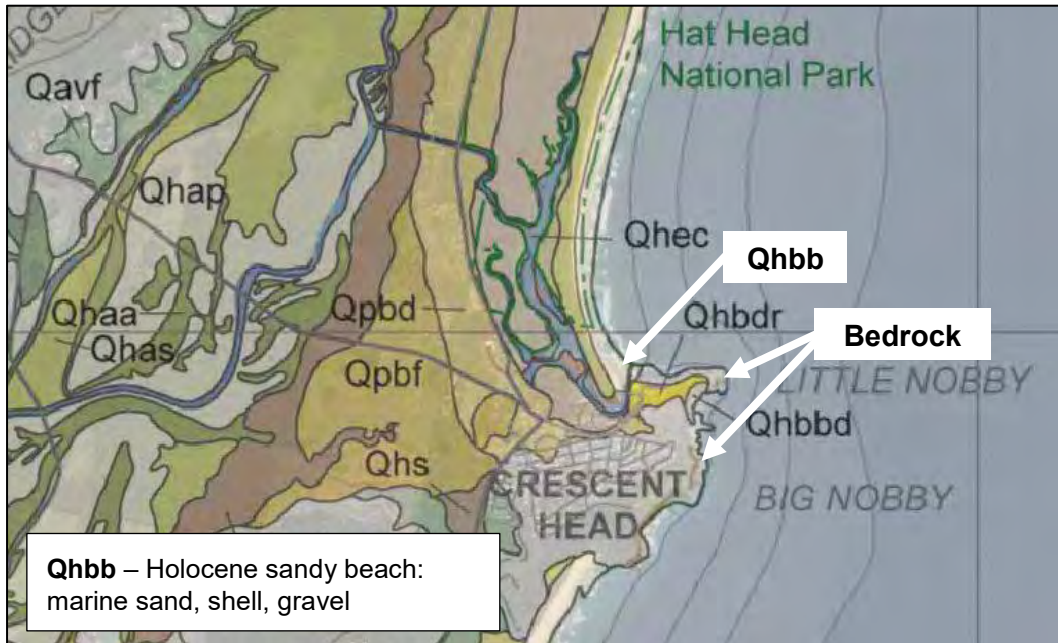 Hat Head
National Park
Qavf
Qhap
Qhec
Qhbb
Qhaa
Qpbd
Qhbdr
Bedrock
Qhas
Qpbf
LITTLE NOBBY
Qhbbd
Qhs
CRESCENT
HEAD
BIG NOBBY
Qhbb – Holocene sandy beach:
marine sand, shell, gravel